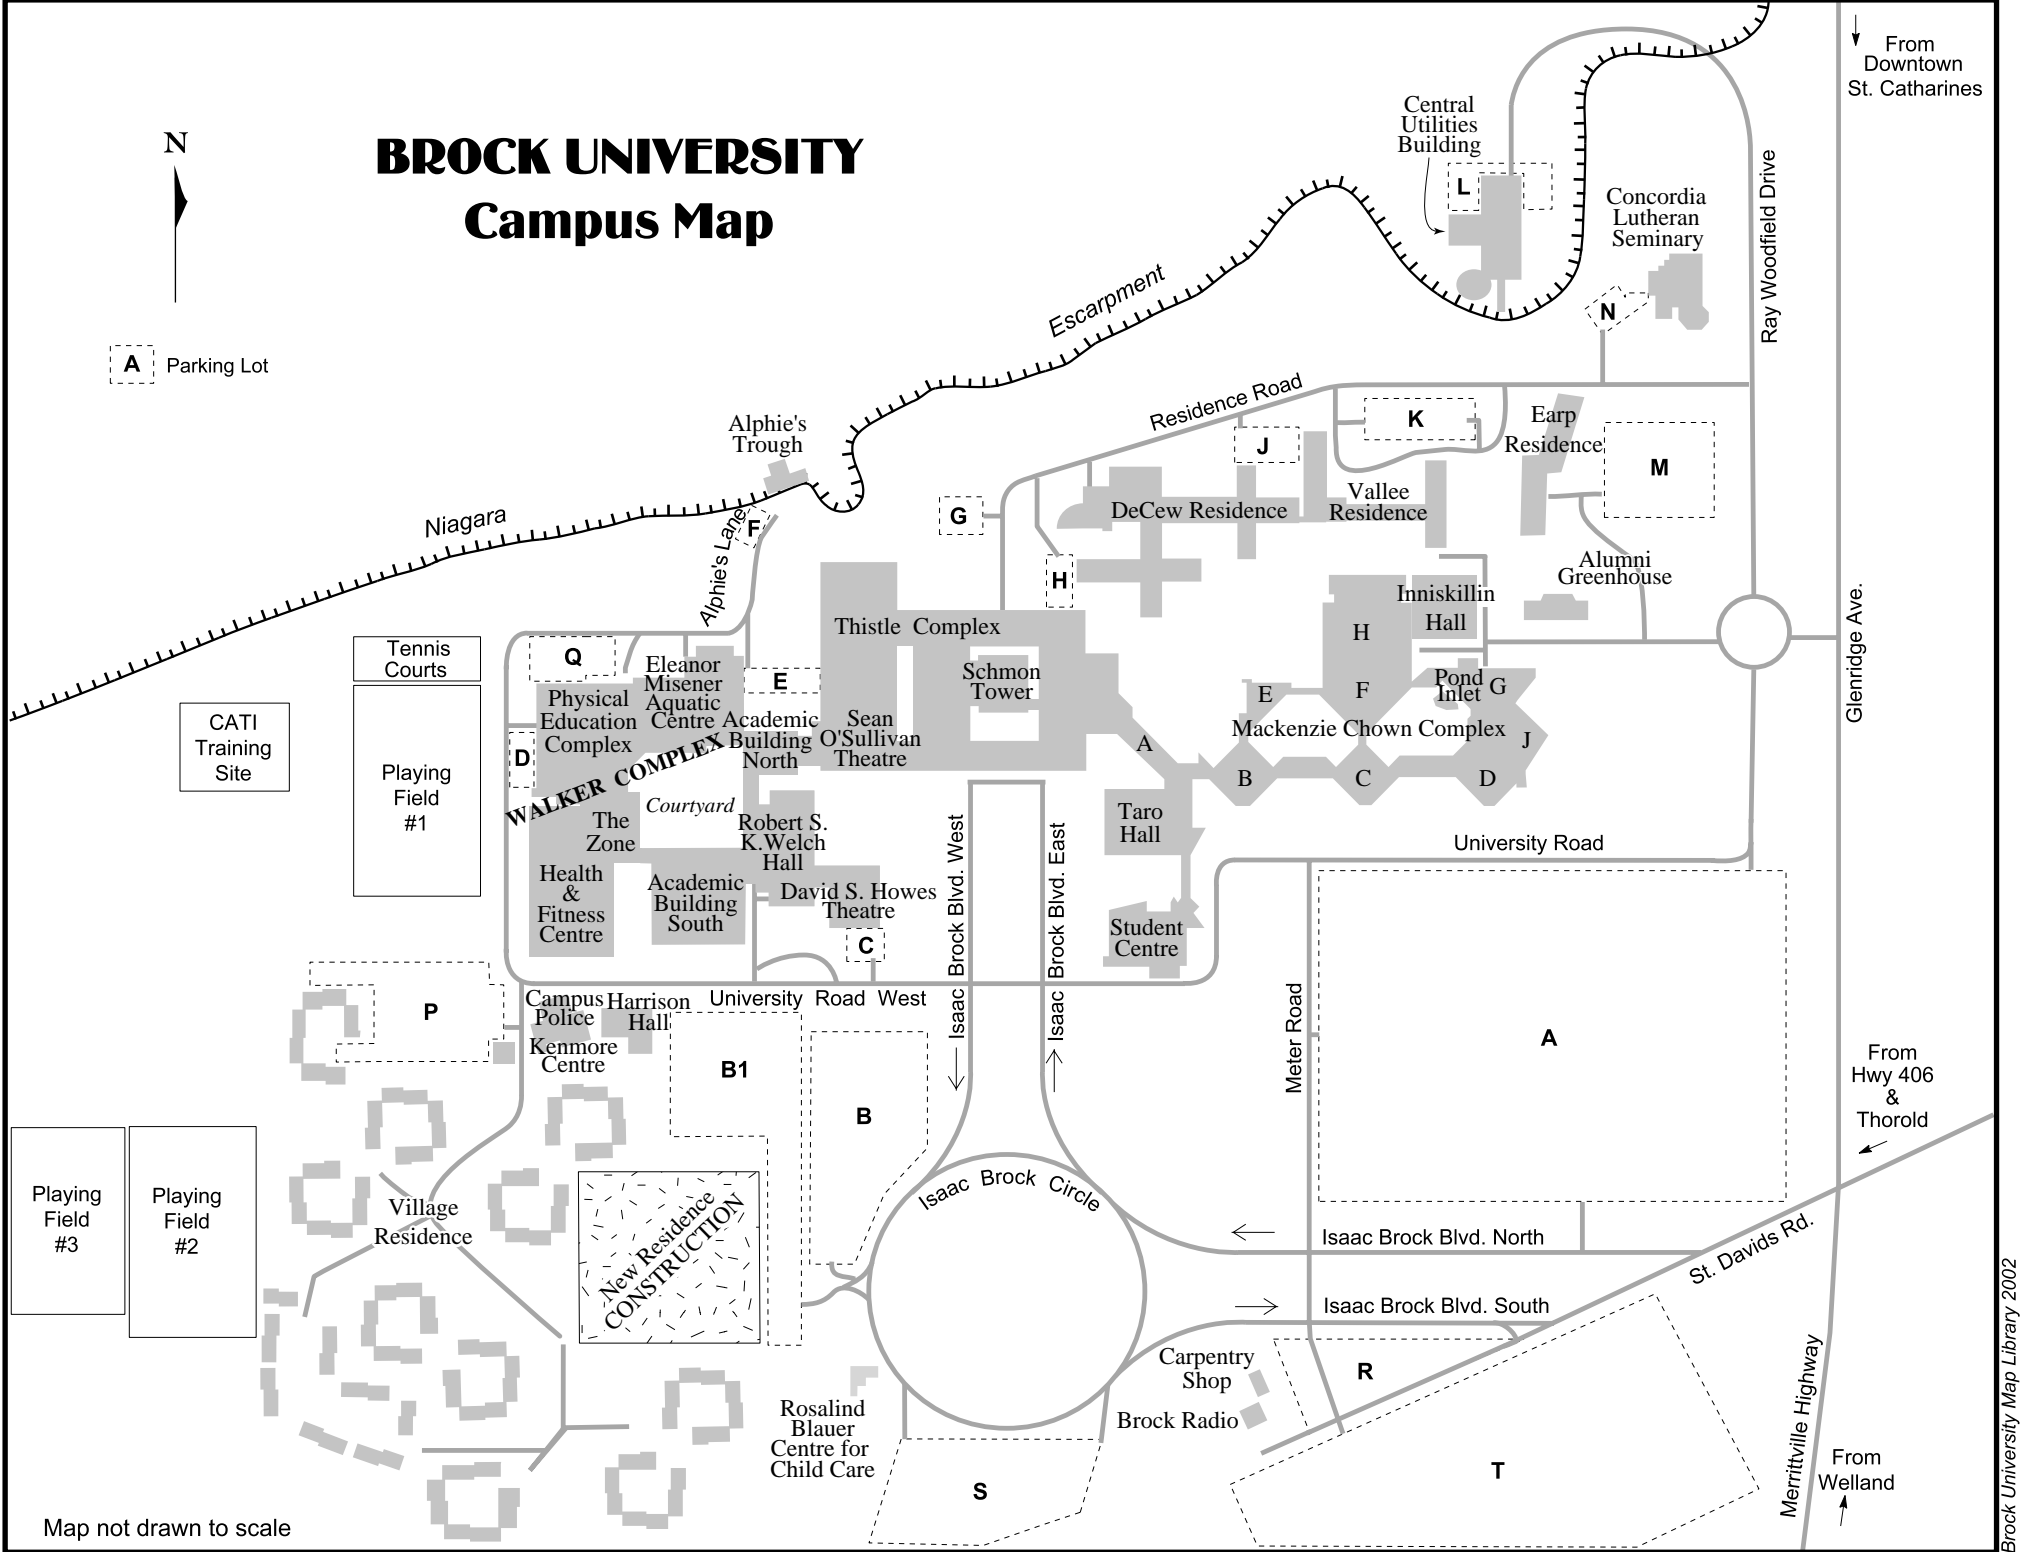 BROCK UNIVERSITY
Campus Map
N
A Parking Lot
From
Downtown
St. Catharines
Central
Utilities
Building
L
Concordia
Lutheran
Seminary
N
Ray Woodfield Drive
Glenridge Ave.
Niagara
Escarpment
Alphie's
Trough
F
Alphie's Lane
Residence Road
G
H
J
K
Earp
Residence
M
DeCew Residence
Vallee
Residence
Alumni
Greenhouse
Inniskillin
Hall
Tennis
Courts
CATI
Training
Site
Playing
Field
#1
Q
D
Physical
Education
Complex
Eleanor
Misener
Aquatic
Centre
E
Academic
Building
North
WALKER COMPLEX
Courtyard
The
Zone
Health
&
Fitness
Centre
Academic
Building
South
Robert S.
K.Welch
Hall
David S. Howes
Theatre
C
Thistle Complex
Schmon
Tower
Sean
O'Sullivan
Theatre
H
E
F
Pond
Inlet
G
Mackenzie Chown Complex
A
J
B
C
D
Taro
Hall
Student
Centre
University Road
Isaac Brock Blvd. West
Isaac Brock Blvd. East
University Road West
Campus
Police
Harrison
Hall
Kenmore
Centre
P
B1
B
Meter Road
A
From
Hwy 406
&
Thorold
Playing
Field
#3
Playing
Field
#2
Village
Residence
New Residence
CONSTRUCTION
Isaac Brock Circle
Isaac Brock Blvd. North
Isaac Brock Blvd. South
St. Davids Rd.
Rosalind
Blauer
Centre for
Child Care
Carpentry
Shop
Brock Radio
R
S
T
Merrittville Highway
From
Welland
Map not drawn to scale
Brock University Map Library 2002